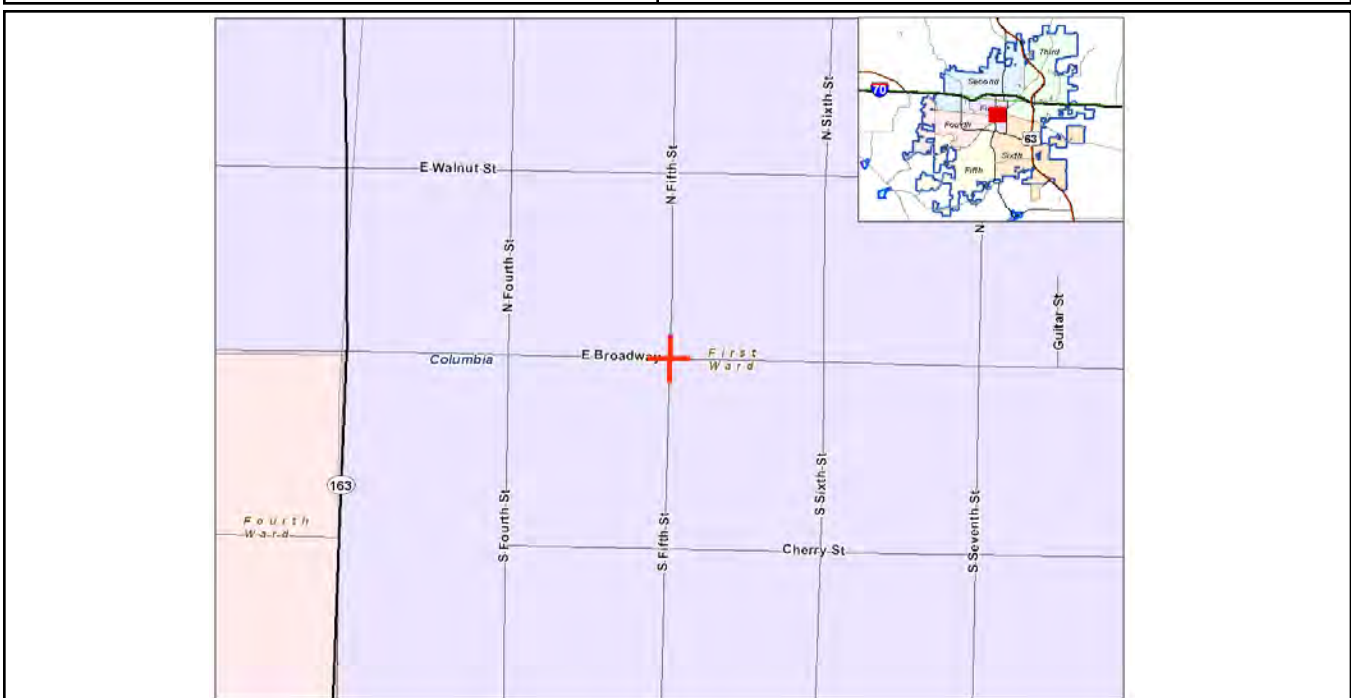 Third
Second
70
Fourth
63
Sixth
Fifth
N Sixth St
E Walnut St
N Fifth St
N
N Fourth St
Guitar St
Columbia
E Broadway
First
Ward
163
S Sixth St
S Fourth St
S Fifth St
S Seventh St
Fourth
Ward
Cherry St